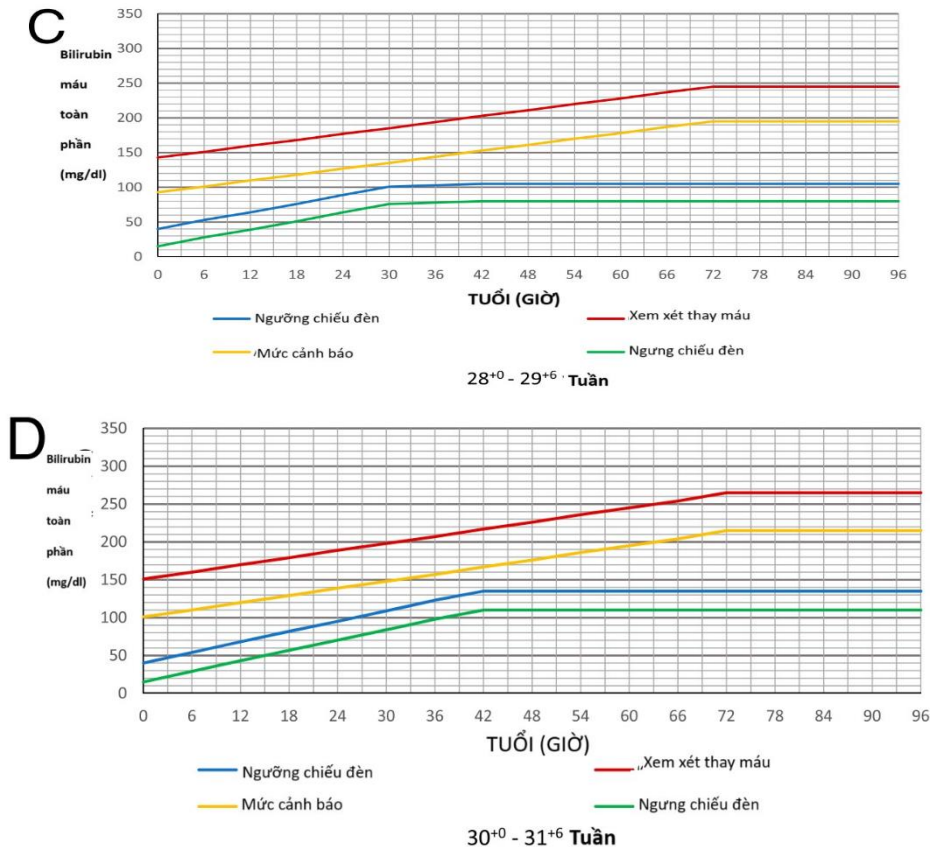 C
Bilirubin
máu
toàn
phần
(mg/dl)
350
300
250
200
150
100
50
0
0 6 12 18 24 30 36 42 48 54 60 66 72 78 84 90 96
TUỔI (GIỜ)
Ngưỡng chiếu đèn
Xem xét thay máu
Mức cảnh báo
Ngưng chiếu đèn
28+0 - 29+6 Tuần
D
Bilirubin
máu
toàn
phần
(mg/dl)
350
300
250
200
150
100
50
0
0 6 12 18 24 30 36 42 48 54 60 66 72 78 84 90 96
TUỔI (GIỜ)
Ngưỡng chiếu đèn
Xem xét thay máu
Mức cảnh báo
Ngưng chiếu đèn
30+0 - 31+6 Tuần